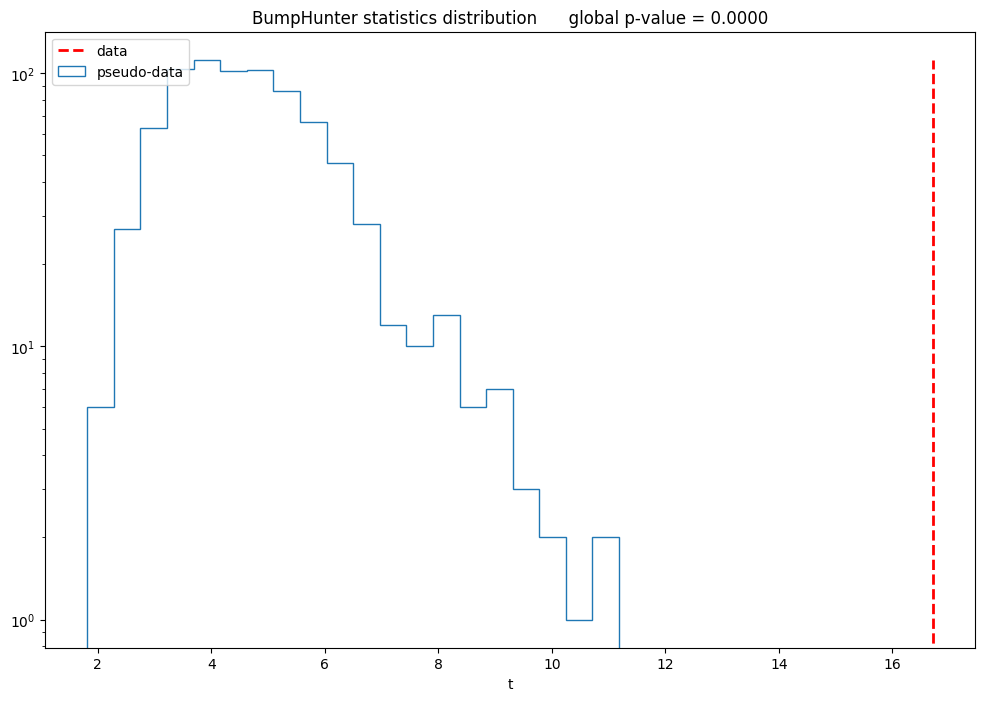 BumpHunter statistics distribution      global p-value = 0.0000
data
pseudo-data
10²
10¹
10⁰
2 4 6 8 10 12 14 16
t